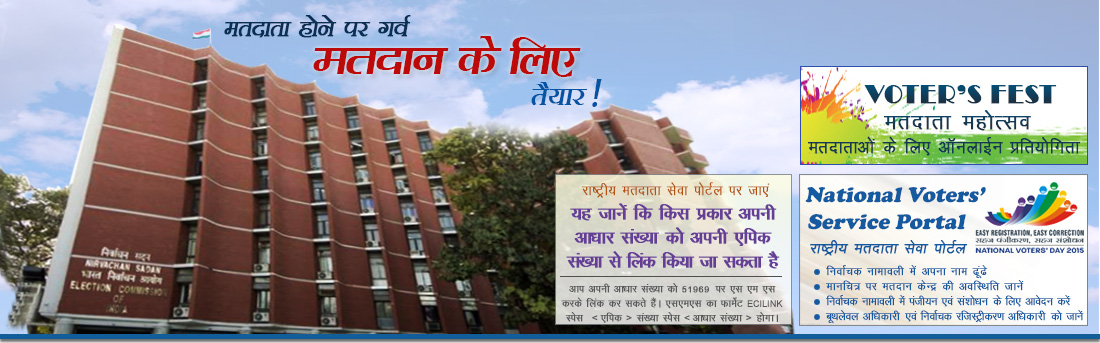 मतदाता होने पर गर्व
मतदान के लिए
तैयार!
निर्वाचन सदन
NIRVACHAN SADAN
भारत निर्वाचन आयोग
ELECTION COMMISSION
OF
INDIA
राष्ट्रीय मतदाता सेवा पोर्टल पर जाएं
यह जानें कि किस प्रकार अपनी
आधार संख्या को अपनी एपिक
संख्या से लिंक किया जा सकता है
आप अपनी आधार संख्या को 51969 पर एस एम एस
करके लिंक कर सकते हैं। एसएमएस का फार्मेट ECILINK
स्पेस < एपिक > संख्या स्पेस < आधार संख्या > होगा।
VOTER'S FEST
मतदाता महोत्सव
मतदाताओं के लिए ऑनलाईन प्रतियोगिता
National Voters'
Service Portal
राष्ट्रीय मतदाता सेवा पोर्टल
EASY REGISTRATION, EASY CORRECTION
सहज पंजीकरण, सहज संशोधन
NATIONAL VOTERS' DAY 2015
निर्वाचक नामावली में अपना नाम ढूंढे
मानचित्र पर मतदान केन्द्र की अवस्थिति जानें
निर्वाचक नामावली में पंजीयन एवं संशोधन के लिए आवेदन करें
बूथलेवल अधिकारी एवं निर्वाचक रजिस्ट्रीकरण अधिकारी को जानें